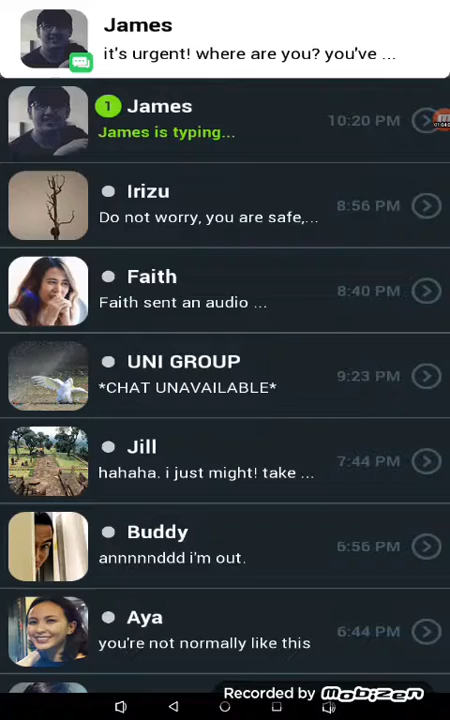 James
it's urgent! where are you? you've ...
1 James
James is typing...
10:20 PM
Irizu
Do not worry, you are safe,...
8:56 PM
Faith
Faith sent an audio ...
8:40 PM
UNI GROUP
*CHAT UNAVAILABLE*
9:23 PM
Jill
hahaha. i just might! take ...
7:44 PM
Buddy
annnnnddd i'm out.
6:56 PM
Aya
you're not normally like this
6:44 PM
Recorded by mobizen